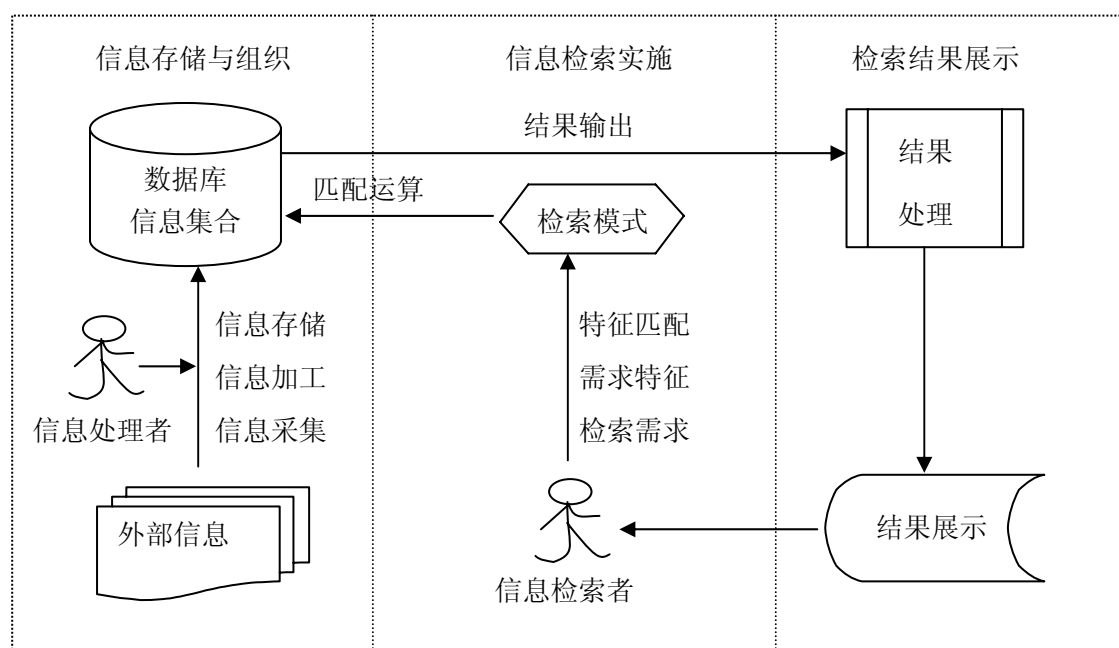 信息存储与组织
信息检索实施
检索结果展示
结果输出
结果
处理
数据库
信息集合
匹配运算
检索模式
信息存储
信息加工
信息采集
信息处理者
特征匹配
需求特征
检索需求
外部信息
信息检索者
结果展示